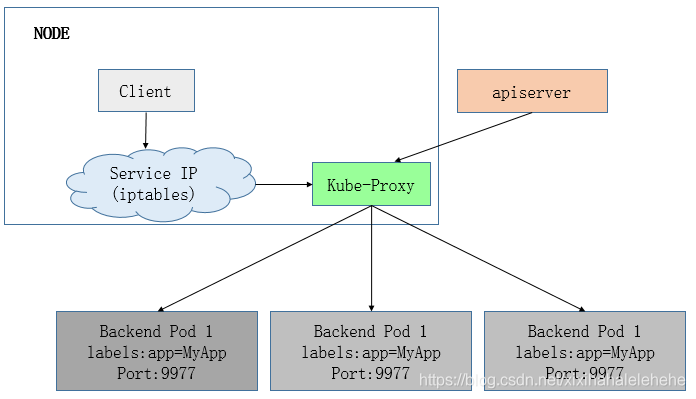 NODE
Client
apiserver
Service IP
(iptables)
Kube-Proxy
Backend Pod 1
labels:app=MyApp
Port:9977
Backend Pod 1
labels:app=MyApp
Port:9977
Backend Pod 1
labels:app=MyApp
Port:9977
https://blog.csdn.net/xixihahalelehehe